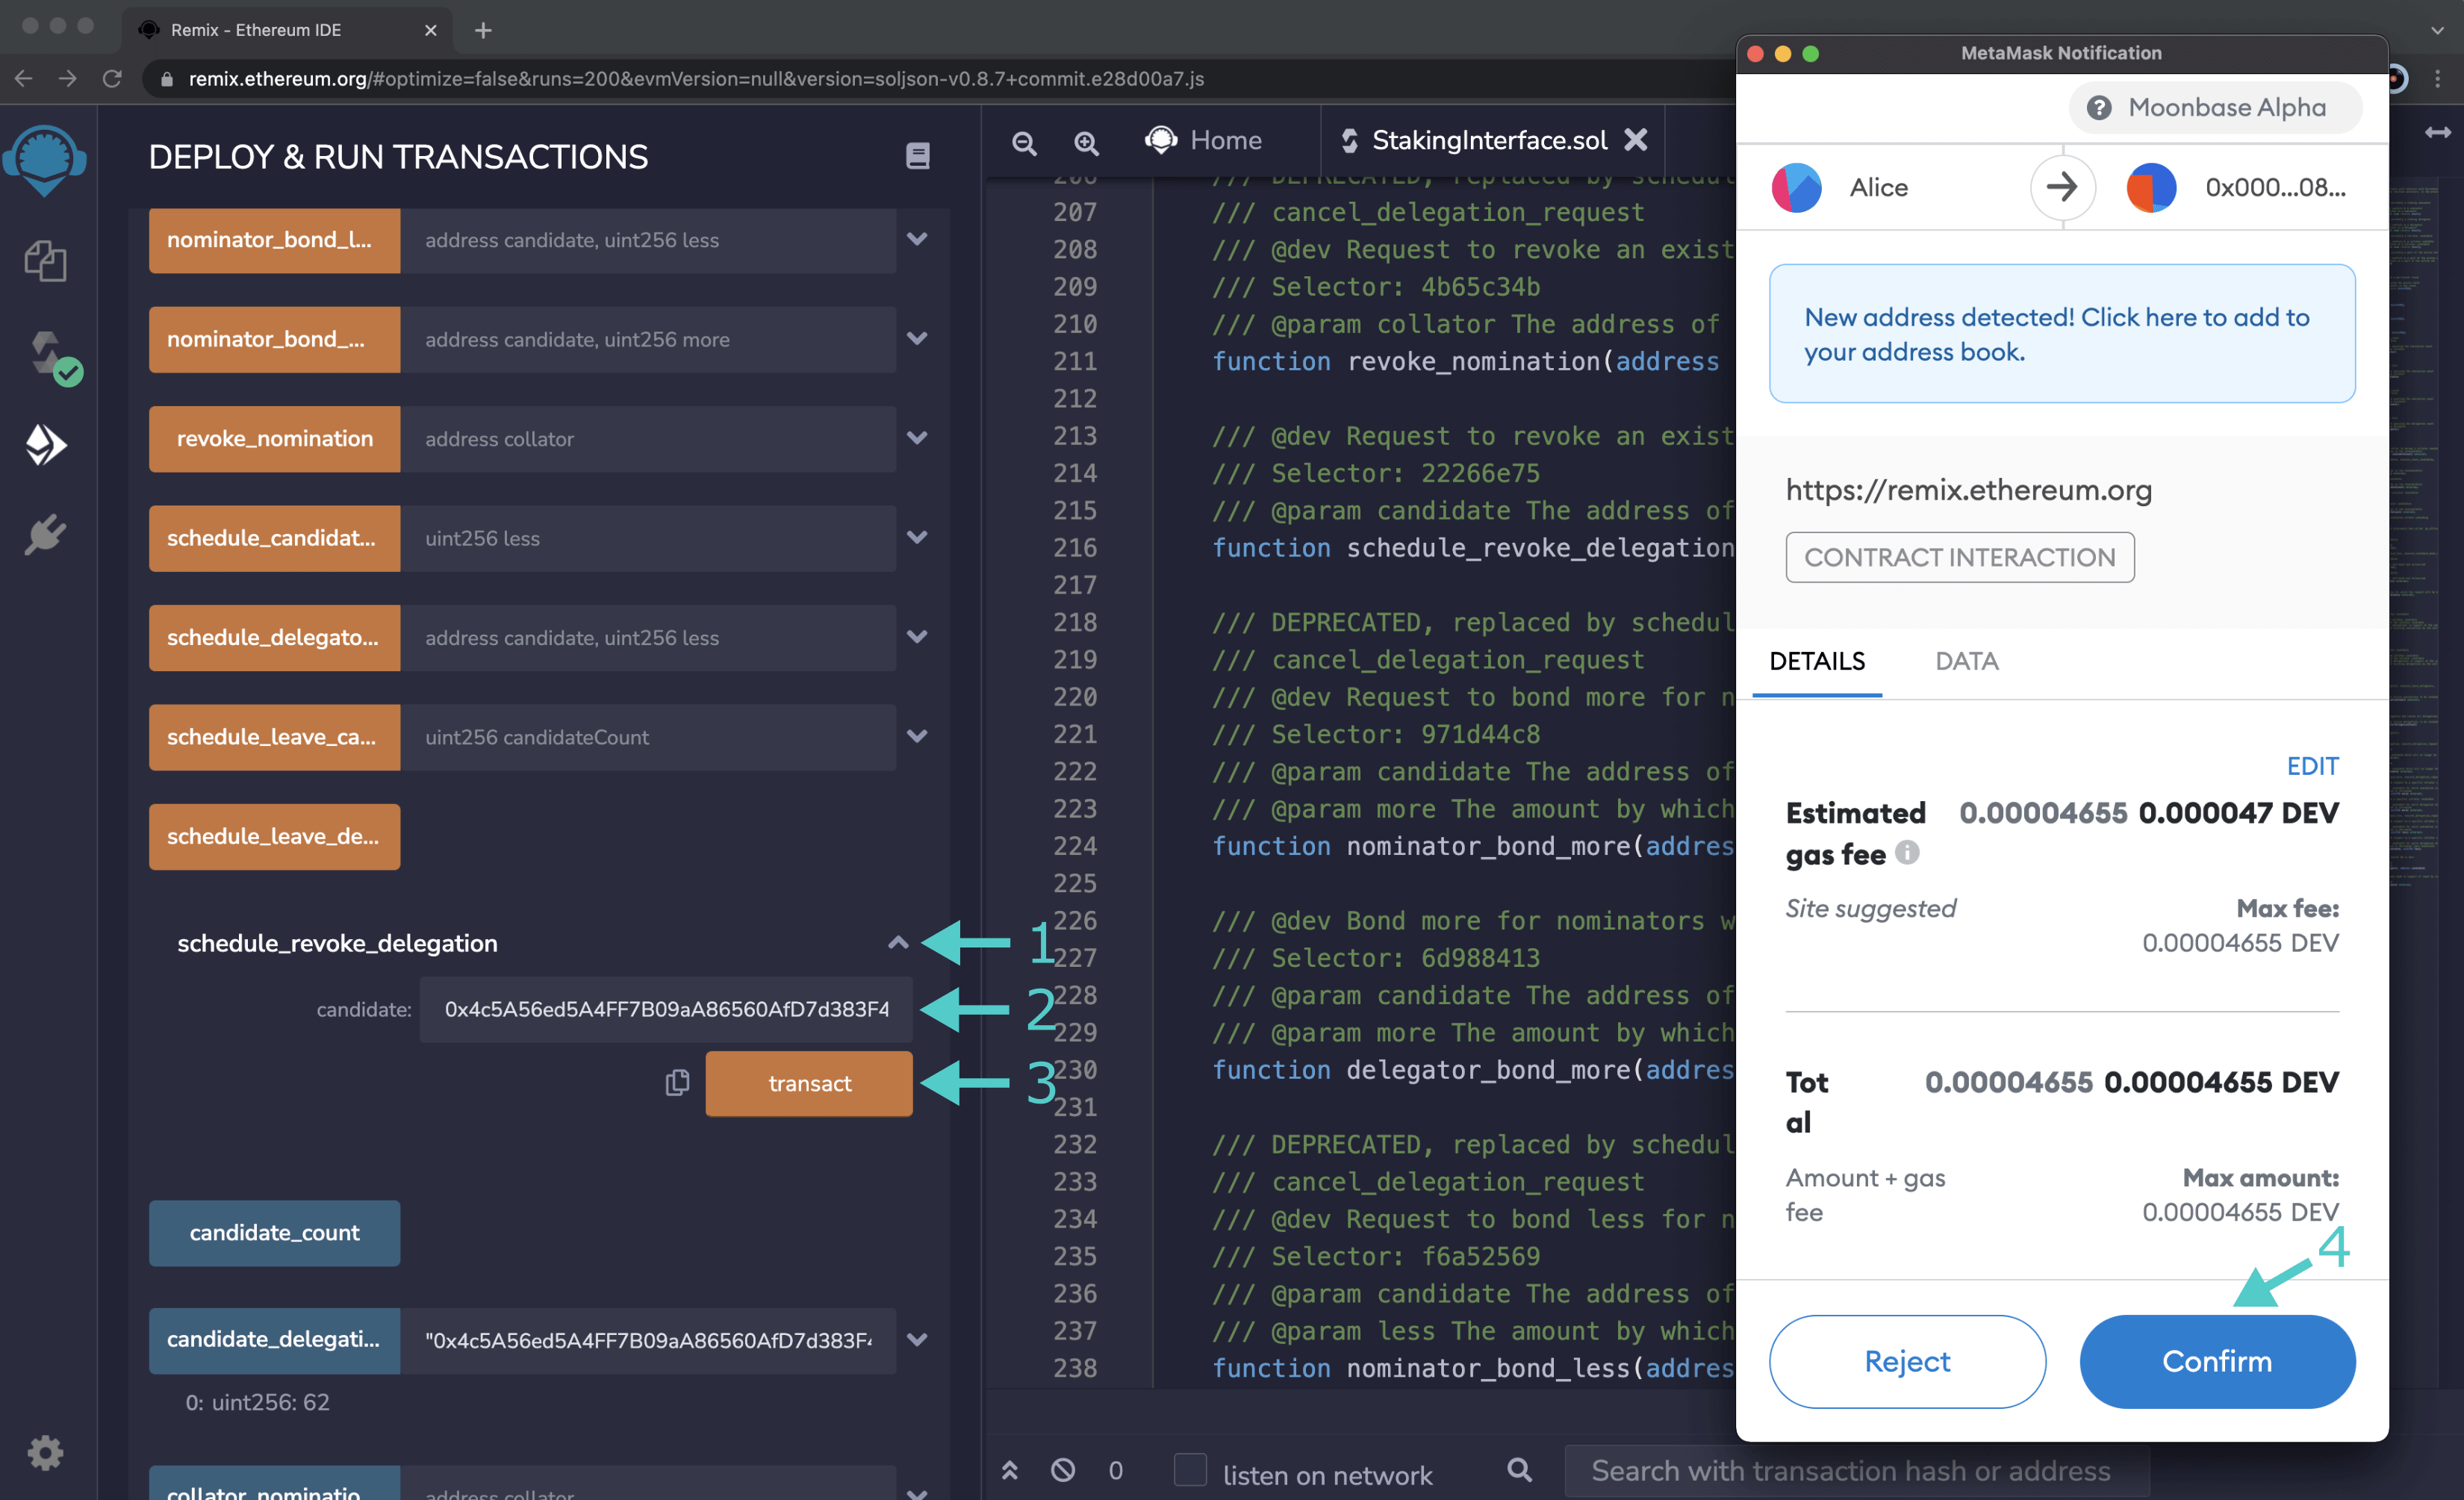 Remix - Ethereum IDE
remix.ethereum.org/#optimize=false&runs=200&evmVersion=null&version=soljson-v0.8.7+commit.e28d00a7.js
DEPLOY & RUN TRANSACTIONS
nominator_bond_l...
address candidate, uint256 less
nominator_bond_...
address candidate, uint256 more
revoke_nomination
address collator
schedule_candidat...
uint256 less
schedule_delegato...
address candidate, uint256 less
schedule_leave_ca...
uint256 candidateCount
schedule_leave_de...
schedule_revoke_delegation
1
candidate:
0x4c5A56ed5A4FF7B09aA86560AfD7d383F4
2
transact
3
candidate_count
candidate_delegati...
"0x4c5A56ed5A4FF7B09aA86560AfD7d383F4
0: uint256: 62
collator_nominatio
address collator
Home
StakingInterface.sol
206 /// DEPRECATED, replaced by schedul
207 /// cancel_delegation_request
208 /// @dev Request to revoke an exist
209 /// Selector: 4b65c34b
210 /// @param collator The address of
211 function revoke_nomination(address
212
213 /// @dev Request to revoke an exist
214 /// Selector: 22266e75
215 /// @param candidate The address of
216 function schedule_revoke_delegation
217
218 /// DEPRECATED, replaced by schedul
219 /// cancel_delegation_request
220 /// @dev Request to bond more for n
221 /// Selector: 971d44c8
222 /// @param candidate The address of
223 /// @param more The amount by which
224 function nominator_bond_more(addres
225
226 /// @dev Bond more for nominators w
227 /// Selector: 6d988413
228 /// @param candidate The address of
229 /// @param more The amount by which
230 function delegator_bond_more(addres
231
232 /// DEPRECATED, replaced by schedul
233 /// cancel_delegation_request
234 /// @dev Request to bond less for n
235 /// Selector: f6a52569
236 /// @param candidate The address of
237 /// @param less The amount by which
238 function nominator_bond_less(addres
0
listen on network
Search with transaction hash or address
MetaMask Notification
Moonbase Alpha
Alice
0x000...08...
New address detected! Click here to add to
your address book.
https://remix.ethereum.org
CONTRACT INTERACTION
DETAILS
DATA
EDIT
Estimated 0.00004655 0.000047 DEV
gas fee
Site suggested
Max fee:
0.00004655 DEV
Tot 0.00004655 0.00004655 DEV
al
Amount + gas
fee
Max amount:
0.00004655 DEV
4
Reject
Confirm